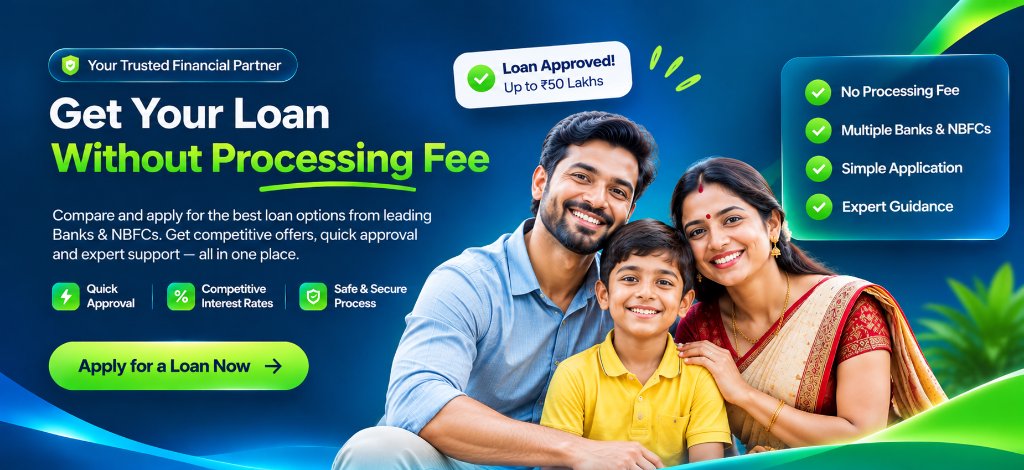 Your Trusted Financial Partner
Get Your Loan
Without Processing Fee
Compare and apply for the best loan options from leading
Banks & NBFCs. Get competitive offers, quick approval
and expert support — all in one place.
Quick
Approval
Competitive
Interest Rates
Safe & Secure
Process
Apply for a Loan Now
Loan Approved!
Up to ₹50 Lakhs
No Processing Fee
Multiple Banks & NBFCs
Simple Application
Expert Guidance